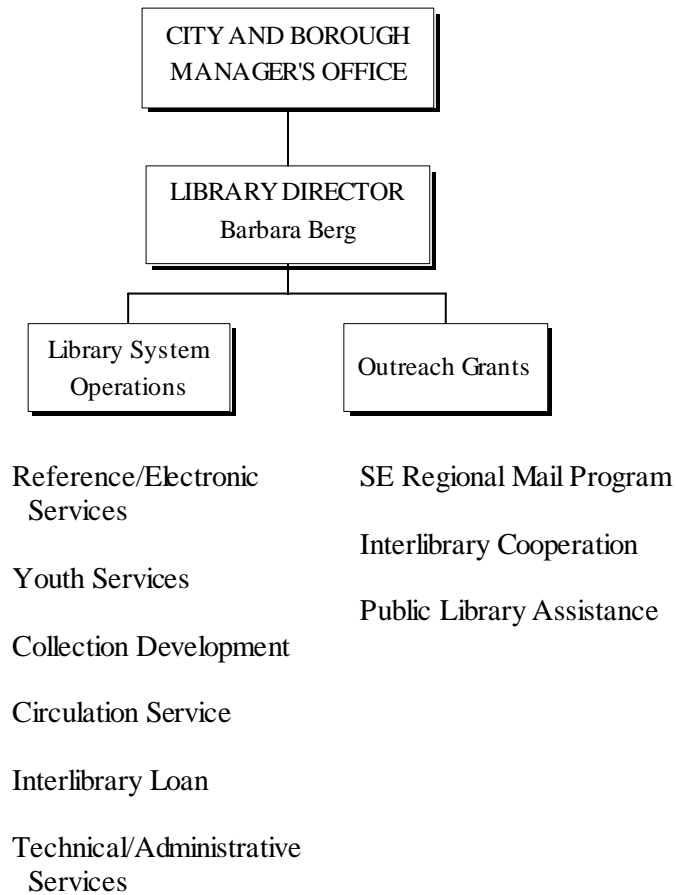 CITY AND BOROUGH
MANAGER'S OFFICE
LIBRARY DIRECTOR
Barbara Berg
Library System
Operations
Outreach Grants
Reference/Electronic
Services
Youth Services
Collection Development
Circulation Service
Interlibrary Loan
Technical/Administrative
Services
SE Regional Mail Program
Interlibrary Cooperation
Public Library Assistance